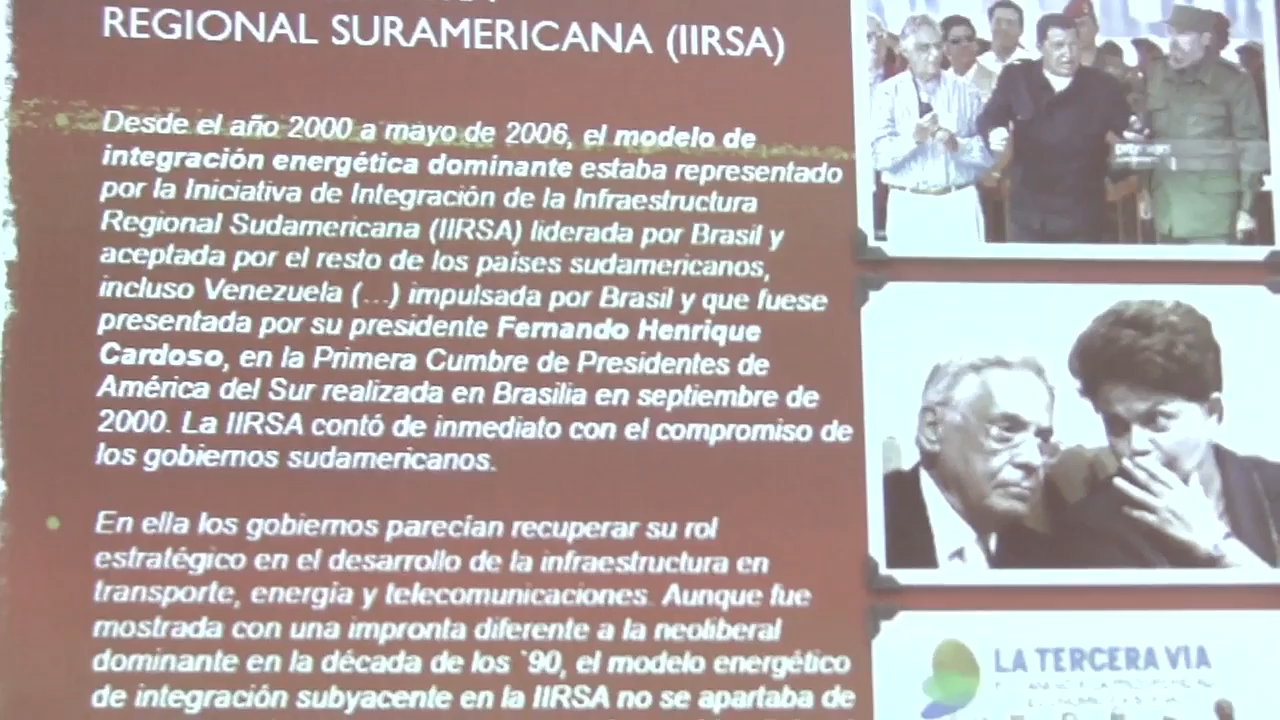 REGIONAL SURAMERICANA (IIRSA)
Desde el año 2000 a mayo de 2006, el modelo de
integración energética dominante estaba representado
por la Iniciativa de Integración de la Infraestructura
Regional Sudamericana (IIRSA) liderada por Brasil y
aceptada por el resto de los países sudamericanos,
incluso Venezuela (...) impulsada por Brasil y que fuese
presentada por su presidente Fernando Henrique
Cardoso, en la Primera Cumbre de Presidentes de
América del Sur realizada en Brasilia en septiembre de
2000. La IIRSA contó de inmediato con el compromiso de
los gobiernos sudamericanos.
En ella los gobiernos parecían recuperar su rol
estratégico en el desarrollo de la infraestructura en
transporte, energía y telecomunicaciones. Aunque fue
mostrada con una impronta diferente a la neoliberal
dominante en la década de los `90, el modelo energético
de integración subyacente en la IIRSA no se apartaba de
LA TERCERA VIA